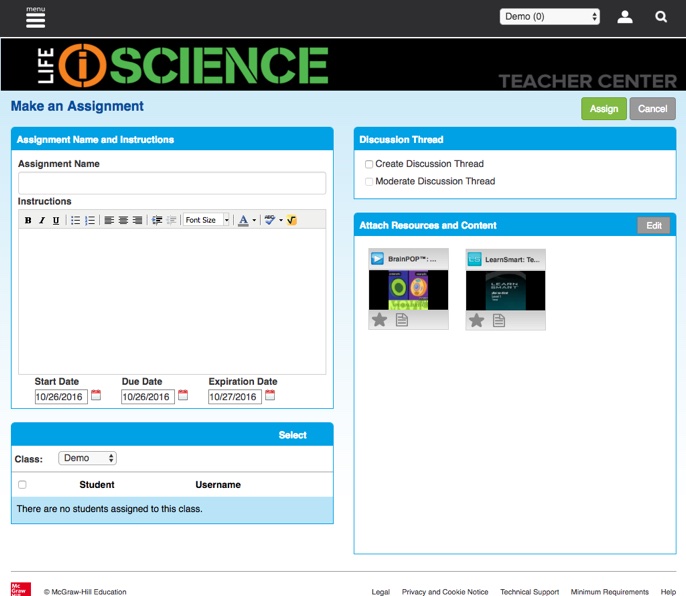 menu
Demo (0)
LIFE iSCIENCE
TEACHER CENTER
Make an Assignment
Assign Cancel
Assignment Name and Instructions
Assignment Name
Instructions
B I U Font Size A
Start Date Due Date Expiration Date
10/26/2016 10/26/2016 10/27/2016
Select
Class: Demo
Student Username
There are no students assigned to this class.
Discussion Thread
Create Discussion Thread
Moderate Discussion Thread
Attach Resources and Content Edit
BrainPOP™: ... LearnSmart: Te...
LS
LEARN
SMART
Mc
Graw
Hill
© McGraw-Hill Education Legal Privacy and Cookie Notice Technical Support Minimum Requirements Help